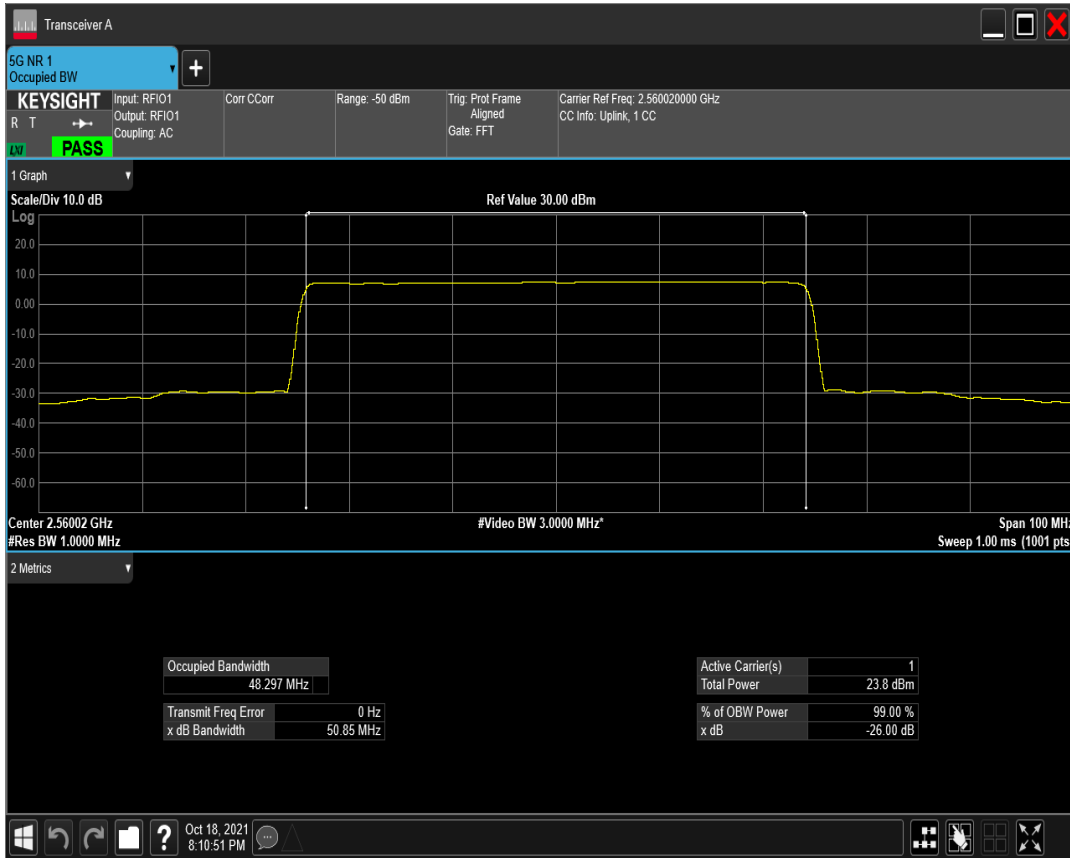 Transceiver A
5G NR 1
Occupied BW
+
KEYSIGHT
R T
LXI
PASS
Input: RFIO1
Output: RFIO1
Coupling: AC
Corr CCorr
Range: -50 dBm
Trig: Prot Frame
Aligned
Gate: FFT
Carrier Ref Freq: 2.560020000 GHz
CC Info: Uplink, 1 CC
1 Graph
Scale/Div 10.0 dB
Ref Value 30.00 dBm
Log
20.0
10.0
0.00
-10.0
-20.0
-30.0
-40.0
-50.0
-60.0
Center 2.56002 GHz
#Video BW 3.0000 MHz*
Span 100 MHz
#Res BW 1.0000 MHz
Sweep 1.00 ms (1001 pts
2 Metrics
Occupied Bandwidth
48.297 MHz
Transmit Freq Error 0 Hz
x dB Bandwidth 50.85 MHz
Active Carrier(s) 1
Total Power 23.8 dBm
% of OBW Power 99.00 %
x dB -26.00 dB
?
Oct 18, 2021
8:10:51 PM